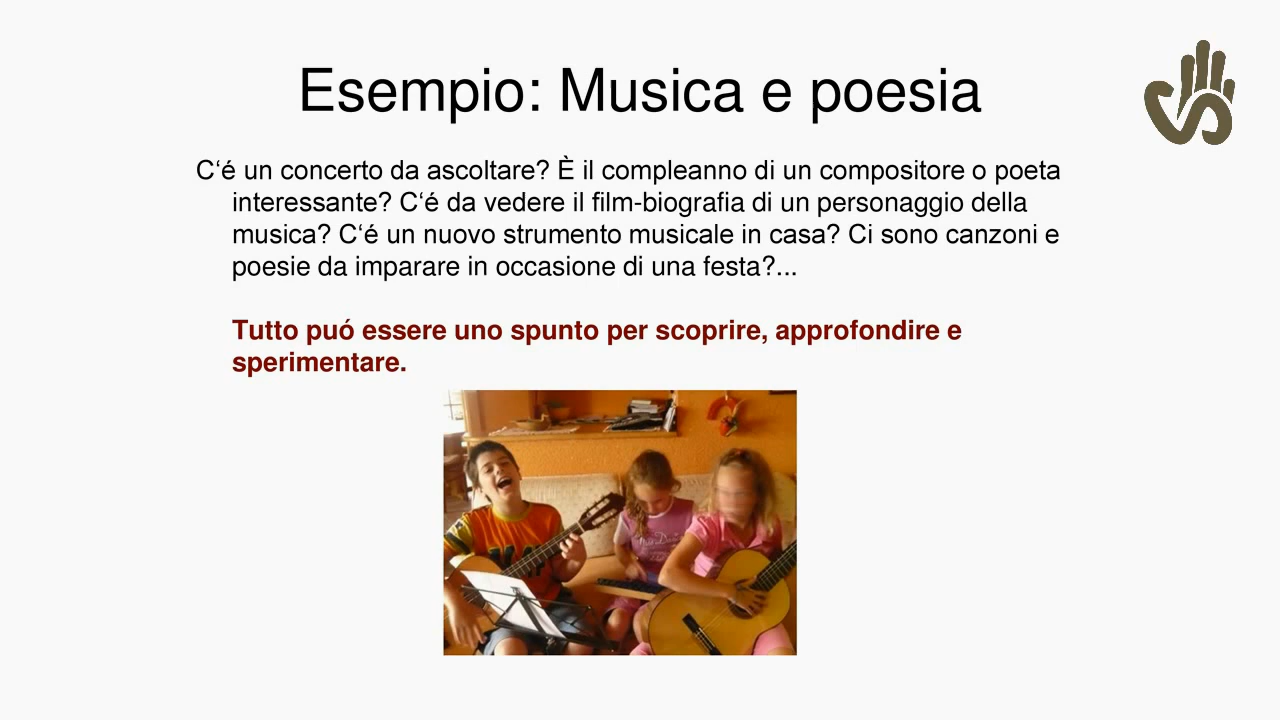 Esempio: Musica e poesia
C‘é un concerto da ascoltare? È il compleanno di un compositore o poeta
interessante? C‘é da vedere il film-biografia di un personaggio della
musica? C‘é un nuovo strumento musicale in casa? Ci sono canzoni e
poesie da imparare in occasione di una festa?...
Tutto puó essere uno spunto per scoprire, approfondire e
sperimentare.